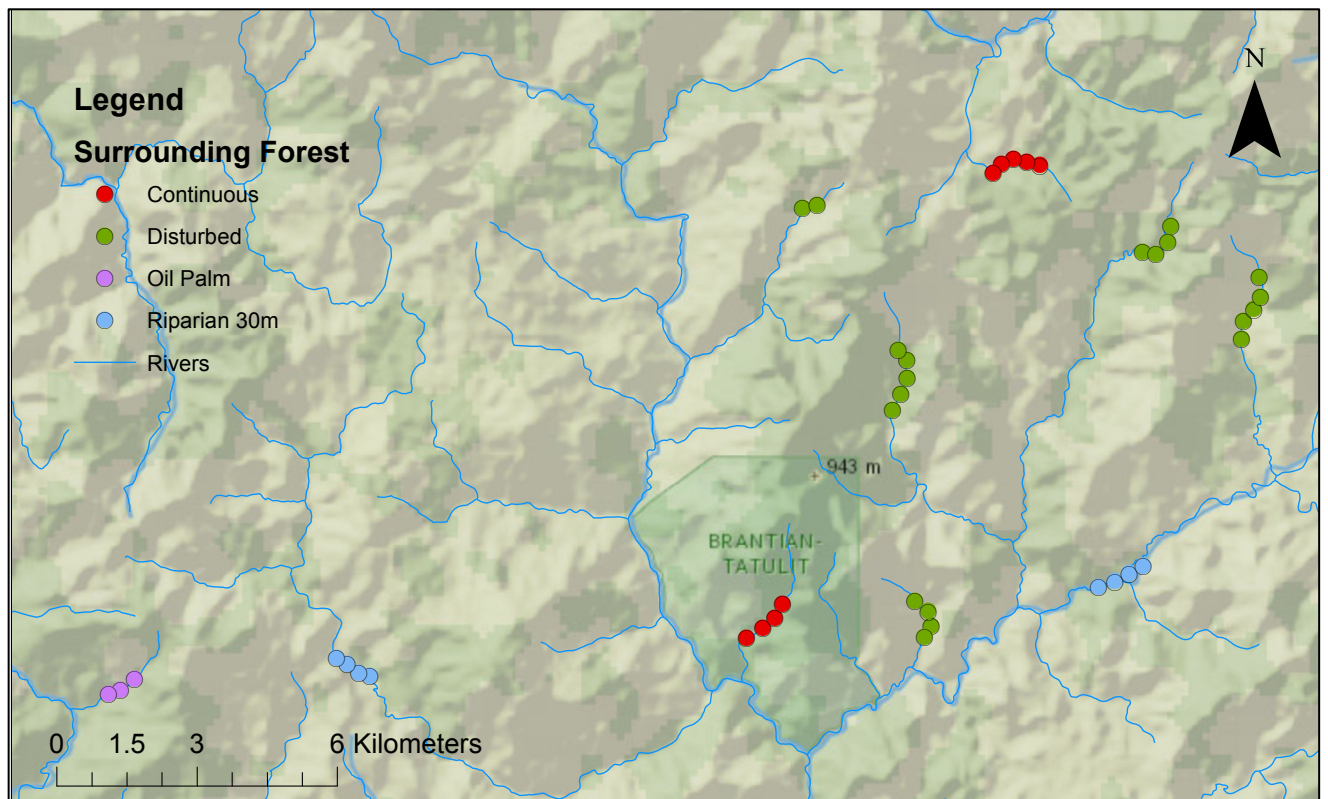 Legend
Surrounding Forest
Continuous
Disturbed
Oil Palm
Riparian 30m
Rivers
N
943 m
BRANTIAN-
TATULIT
0 1.5 3 6 Kilometers